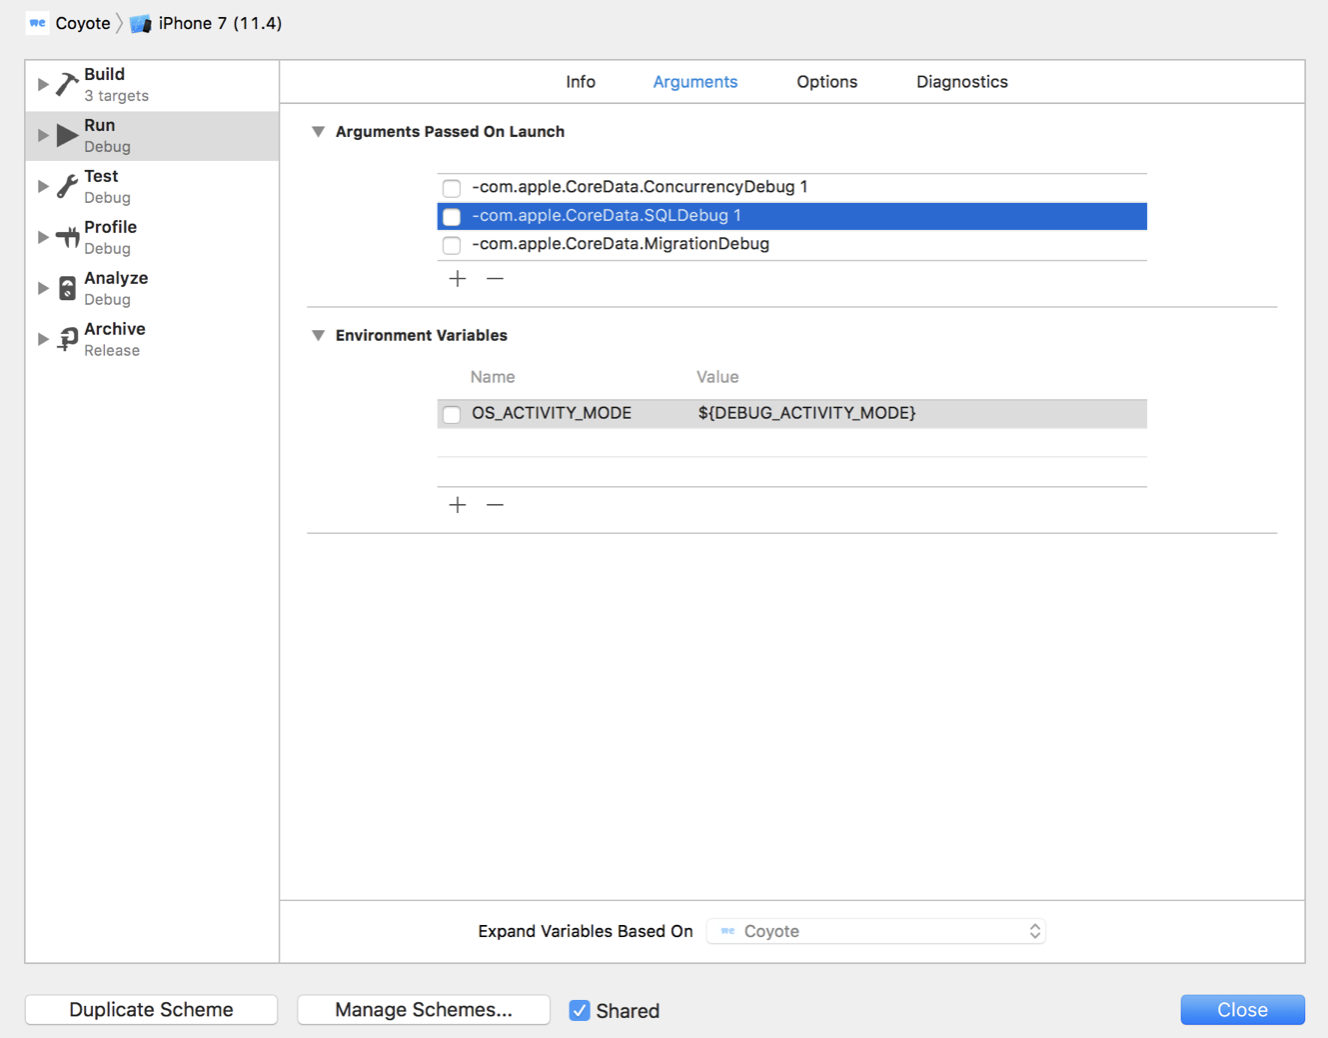 we Coyote iPhone 7 (11.4)
Build
3 targets
Run
Debug
Test
Debug
Profile
Debug
Analyze
Debug
Archive
Release
Info Arguments Options Diagnostics
Arguments Passed On Launch
-com.apple.CoreData.ConcurrencyDebug 1
-com.apple.CoreData.SQLDebug 1
-com.apple.CoreData.MigrationDebug
Environment Variables
Name Value
OS_ACTIVITY_MODE ${DEBUG_ACTIVITY_MODE}
Expand Variables Based On we Coyote
Duplicate Scheme Manage Schemes... Shared Close